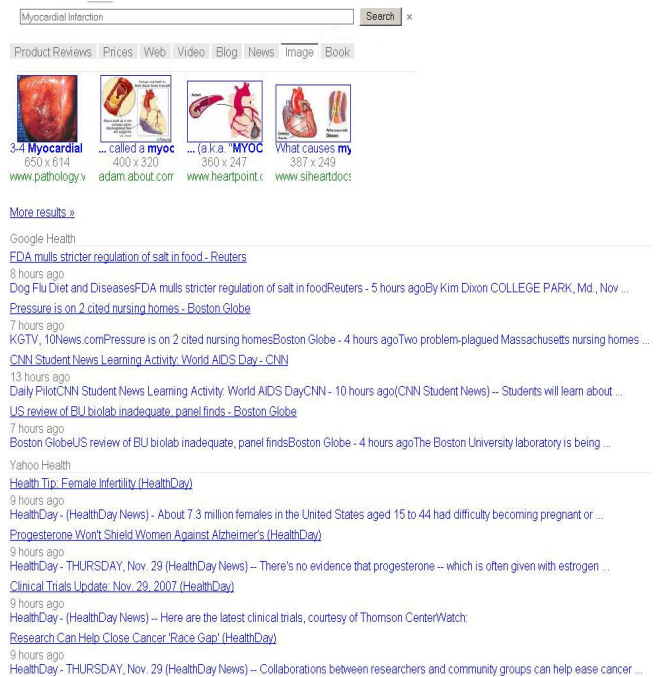 Myocardial Infarction
Search ×
Product Reviews Prices Web Video Blog News Image Book
3-4 Myocardial ... called a myoc ... (a.k.a. "MYOC What causes my
650 x 614 400 x 320 360 x 247 387 x 249
www.pathology.v adam.about.com www.heartpoint.c www.siheartdocs
More results »
Google Health
FDA mulls stricter regulation of salt in food - Reuters
8 hours ago
Dog Flu Diet and DiseasesFDA mulls stricter regulation of salt in foodReuters - 5 hours agoBy Kim Dixon COLLEGE PARK, Md., Nov ...
Pressure is on 2 cited nursing homes - Boston Globe
7 hours ago
KGTV, 10News.comPressure is on 2 cited nursing homesBoston Globe - 4 hours agoTwo problem-plagued Massachusetts nursing homes ...
CNN Student News Learning Activity: World AIDS Day - CNN
13 hours ago
Daily PilotCNN Student News Learning Activity: World AIDS DayCNN - 10 hours ago(CNN Student News) -- Students will learn about ...
US review of BU biolab inadequate, panel finds - Boston Globe
7 hours ago
Boston GlobeUS review of BU biolab inadequate, panel findsBoston Globe - 4 hours agoThe Boston University laboratory is being ...
Yahoo Health
Health Tip: Female Infertility (HealthDay)
9 hours ago
HealthDay - (HealthDay News) - About 7.3 million females in the United States aged 15 to 44 had difficulty becoming pregnant or ...
Progesterone Won't Shield Women Against Alzheimer's (HealthDay)
9 hours ago
HealthDay - THURSDAY, Nov. 29 (HealthDay News) -- There's no evidence that progesterone -- which is often given with estrogen ...
Clinical Trials Update: Nov. 29, 2007 (HealthDay)
9 hours ago
HealthDay - (HealthDay News) -- Here are the latest clinical trials, courtesy of Thomson CenterWatch:
Research Can Help Close Cancer 'Race Gap' (HealthDay)
9 hours ago
HealthDay - THURSDAY, Nov. 29 (HealthDay News) -- Collaborations between researchers and community groups can help ease cancer ...